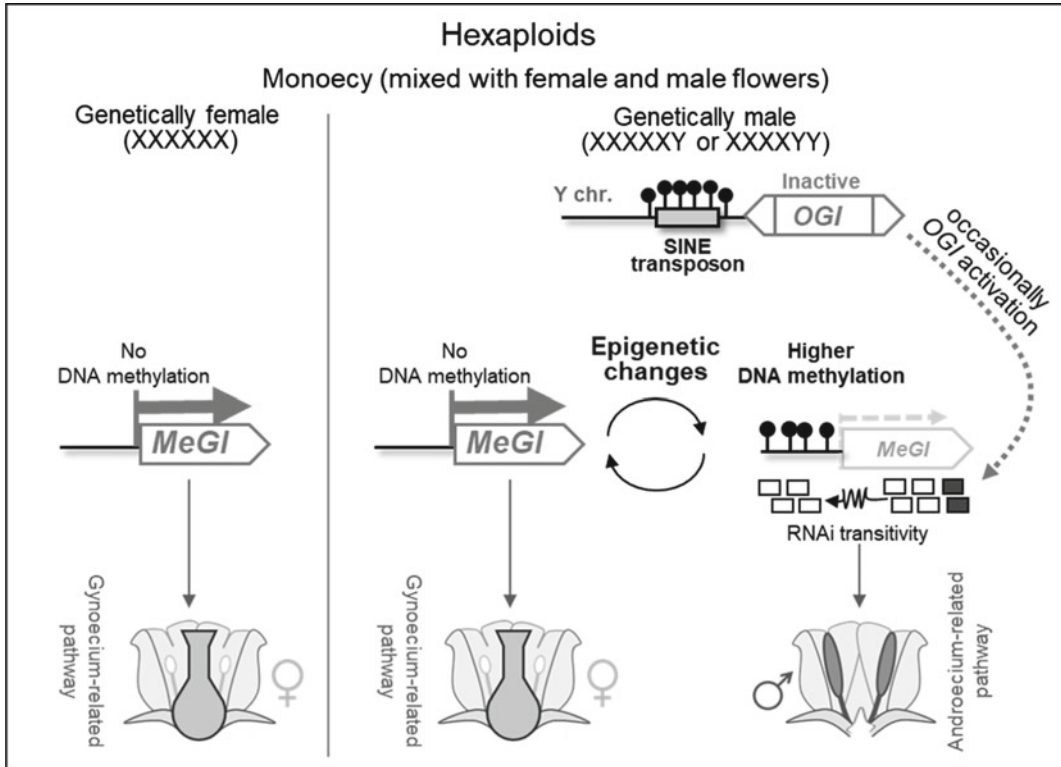 Hexaploids
Monoecy (mixed with female and male flowers)
Genetically female
(XXXXXX)
Genetically male
(XXXXXY or XXXXYY)
Y chr.
Inactive
OGI
SINE
transposon
occasionally
OGI activation
No
DNA methylation
MeGI
No
DNA methylation
MeGI
Epigenetic
changes
Higher
DNA methylation
MeGI
RNAi transitivity
Gynoecium-related
pathway
♀
Gynoecium-related
pathway
♀
♂
Androecium-related
pathway